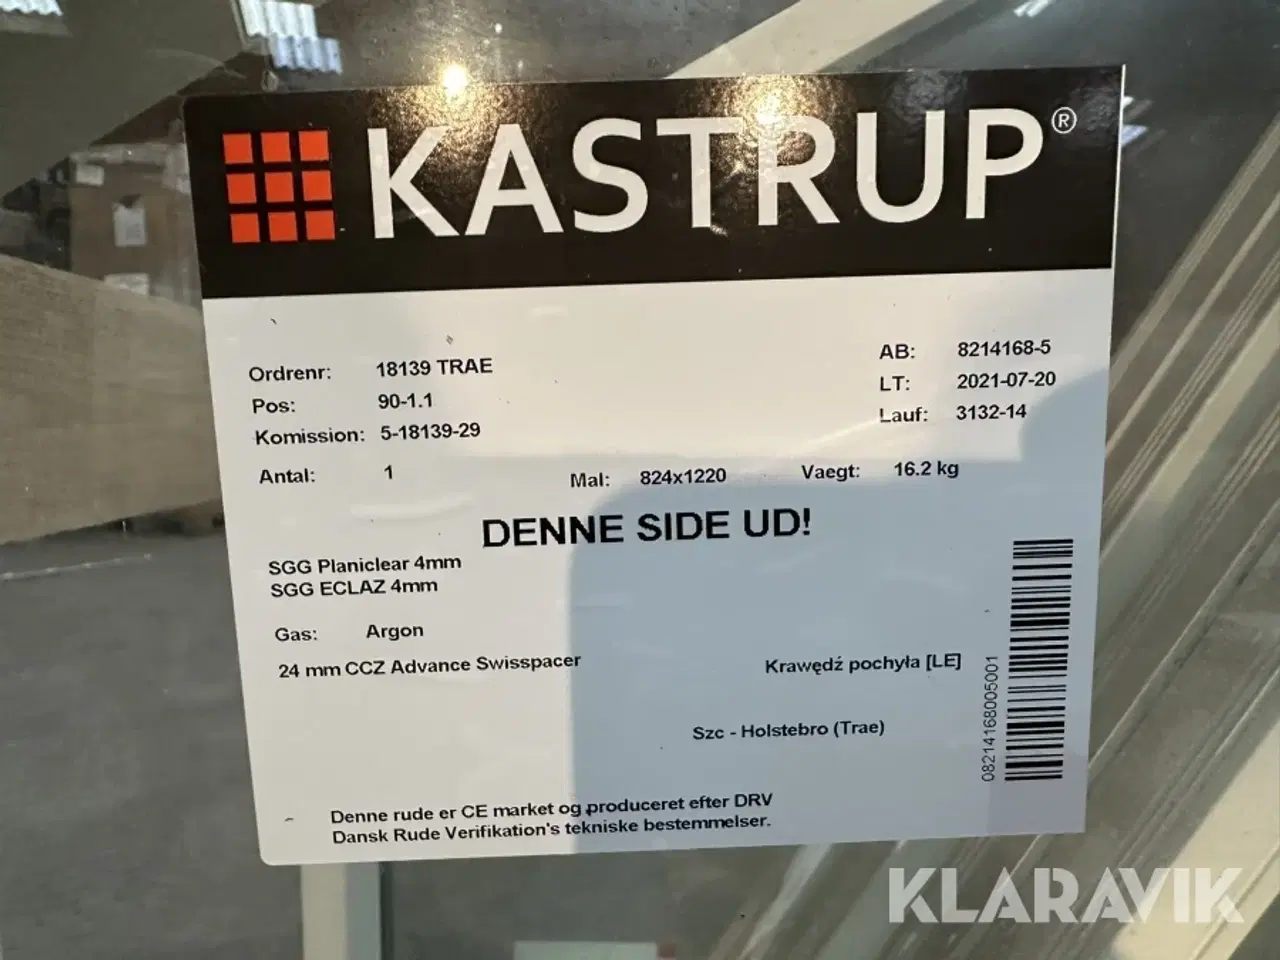 KASTRUP®
Ordrenr: 18139 TRAE
AB: 8214168-5
Pos: 90-1.1
LT: 2021-07-20
Komission: 5-18139-29
Lauf: 3132-14
Antal: 1 Mal: 824x1220 Vaegt: 16.2 kg
DENNE SIDE UD!
SGG Planiclear 4mm
SGG ECLAZ 4mm
Gas: Argon
24 mm CCZ Advance Swisspacer
Krawędź pochyła [LE]
Szc - Holstebro (Trae)
0821416800500​1
Denne rude er CE market og produceret efter DRV
Dansk Rude Verifikation's tekniske bestemmelser.
KLARAVIK